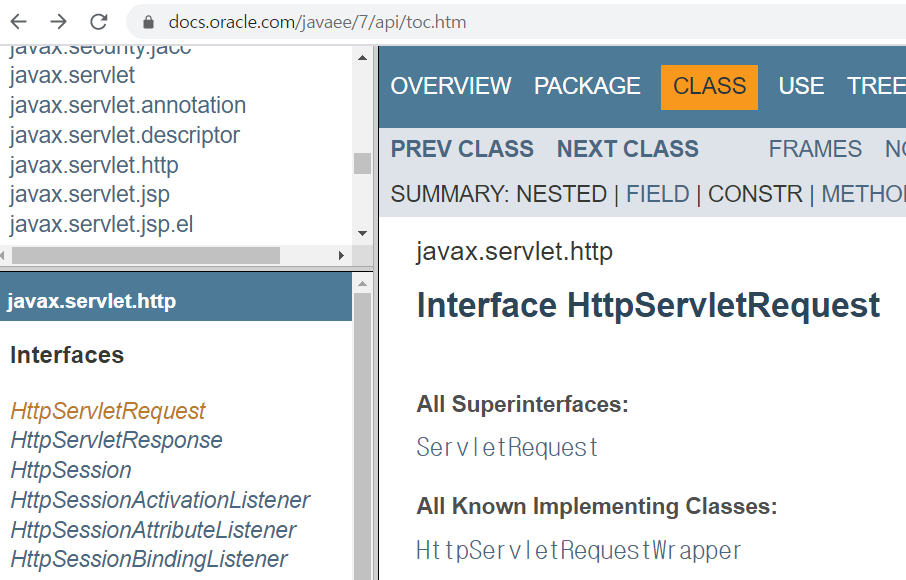 docs.oracle.com/javaee/7/api/toc.htm
javax.security.jacc
javax.servlet
javax.servlet.annotation
javax.servlet.descriptor
javax.servlet.http
javax.servlet.jsp
javax.servlet.jsp.el
javax.servlet.http
Interfaces
HttpServletRequest
HttpServletResponse
HttpSession
HttpSessionActivationListener
HttpSessionAttributeListener
HttpSessionBindingListener
OVERVIEW PACKAGE CLASS USE TREE
PREV CLASS NEXT CLASS FRAMES
SUMMARY: NESTED | FIELD | CONSTR | METHO
javax.servlet.http
Interface HttpServletRequest
All Superinterfaces:
ServletRequest
All Known Implementing Classes:
HttpServletRequestWrapper